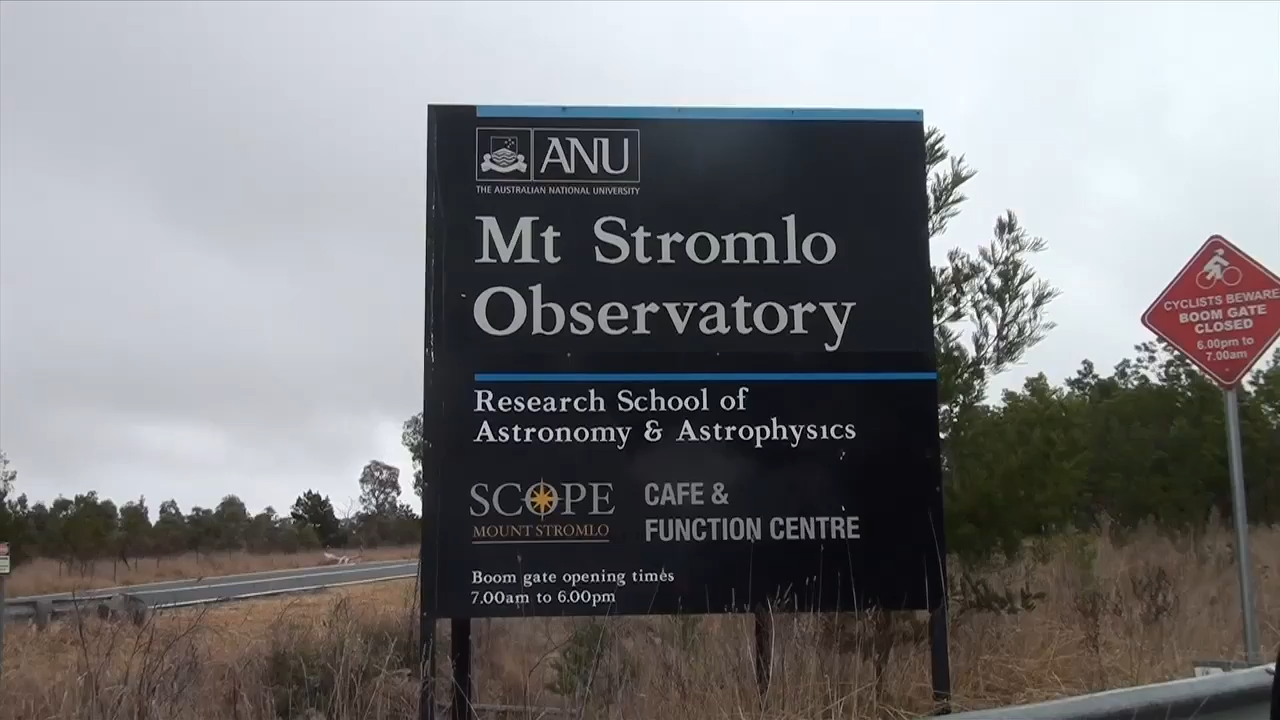 ANU
THE AUSTRALIAN NATIONAL UNIVERSITY
Mt Stromlo
Observatory
Research School of
Astronomy & Astrophysics
SCOPE
MOUNT STROMLO
CAFE &
FUNCTION CENTRE
Boom gate opening times
7.00am to 6.00pm
CYCLISTS BEWARE
BOOM GATE
CLOSED
6.00pm to
7.00am